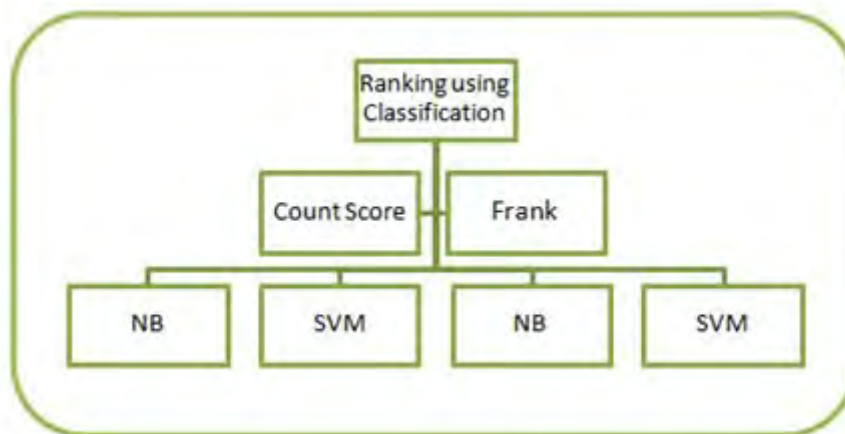 Ranking using
Classification
Count Score
Frank
NB
SVM
NB
SVM